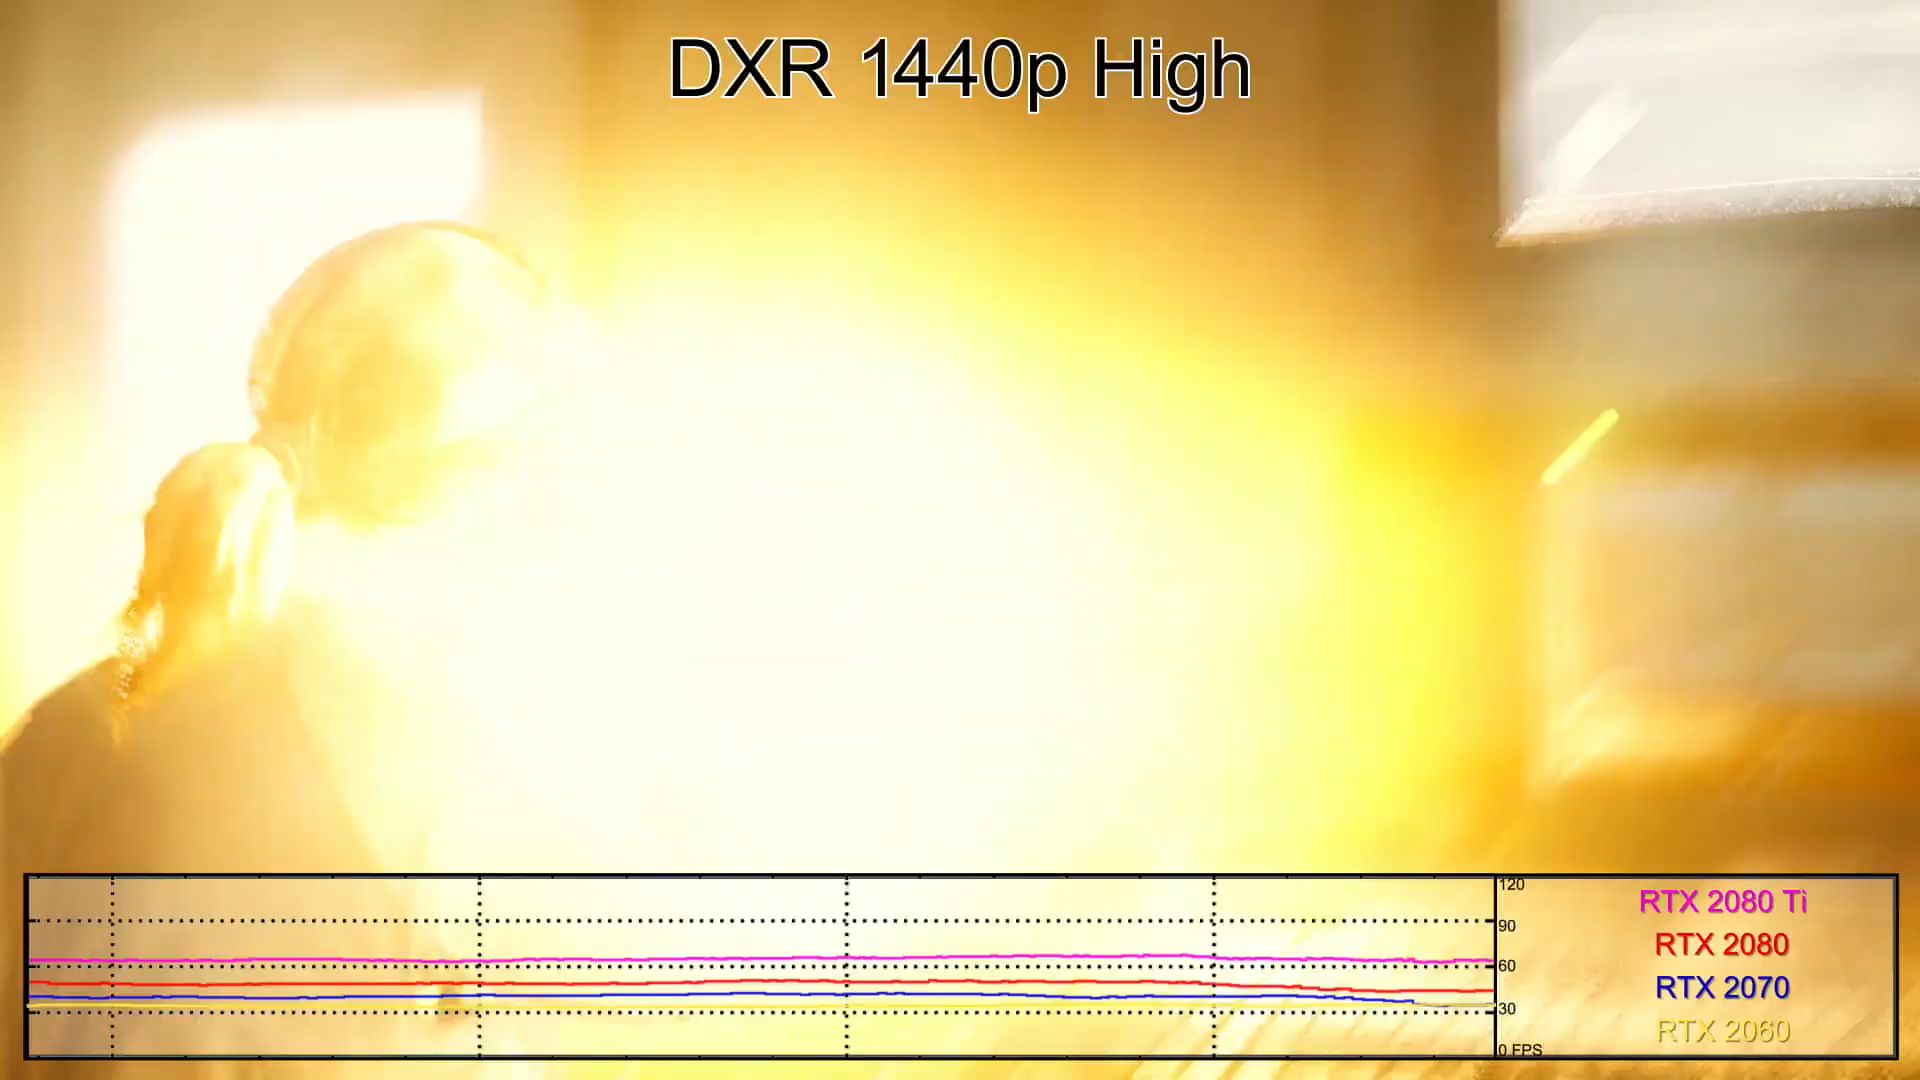 DXR 1440p High
120
90
60
30
0 FPS
RTX 2080 Ti
RTX 2080
RTX 2070
RTX 2060